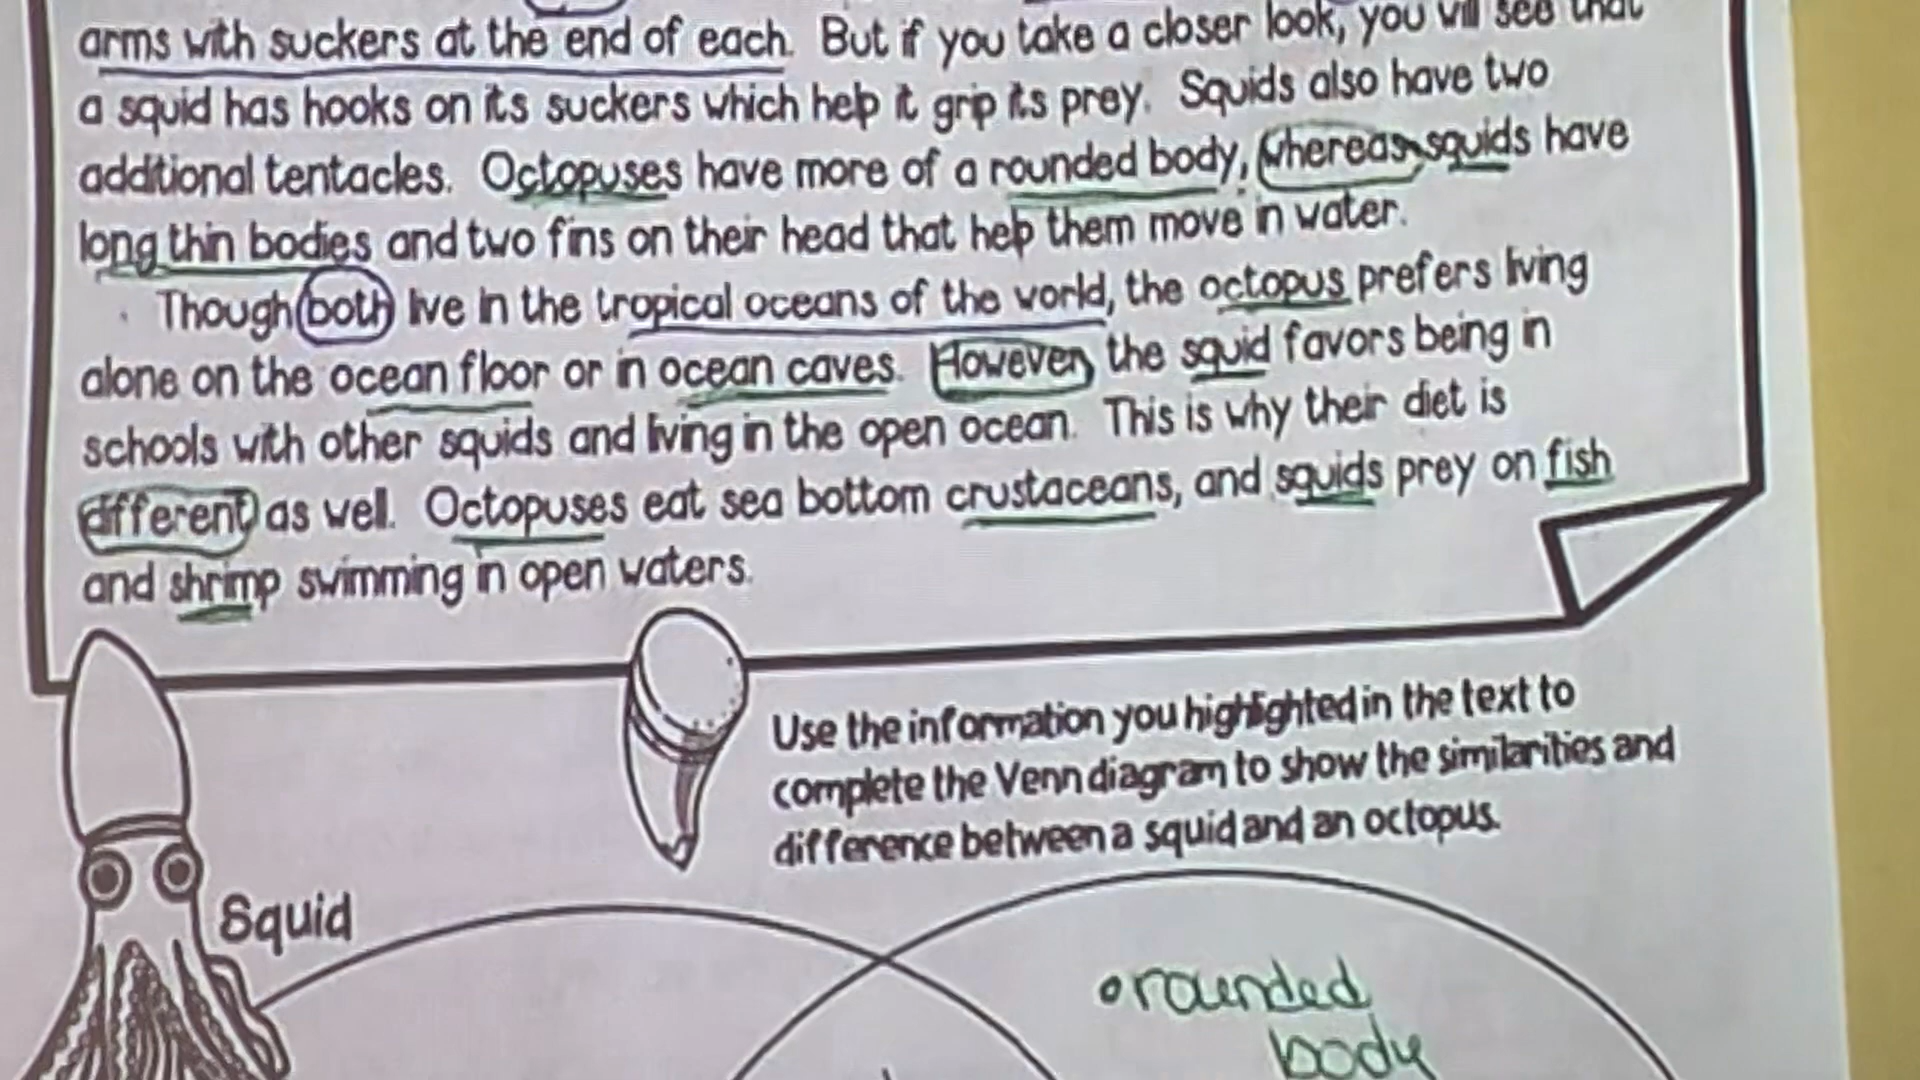 arms with suckers at the end of each. But if you take a closer look, you will see that
a squid has hooks on its suckers which help it grip its prey. Squids also have two
additional tentacles. Octopuses have more of a rounded body, whereas squids have
long thin bodies and two fins on their head that help them move in water.
Though both live in the tropical oceans of the world, the octopus prefers living
alone on the ocean floor or in ocean caves. However, the squid favors being in
schools with other squids and living in the open ocean. This is why their diet is
different as well. Octopuses eat sea bottom crustaceans, and squids prey on fish
and shrimp swimming in open waters.
Use the information you highlighted in the text to
complete the Venn diagram to show the similarities and
difference between a squid and an octopus.
Squid
rounded
body